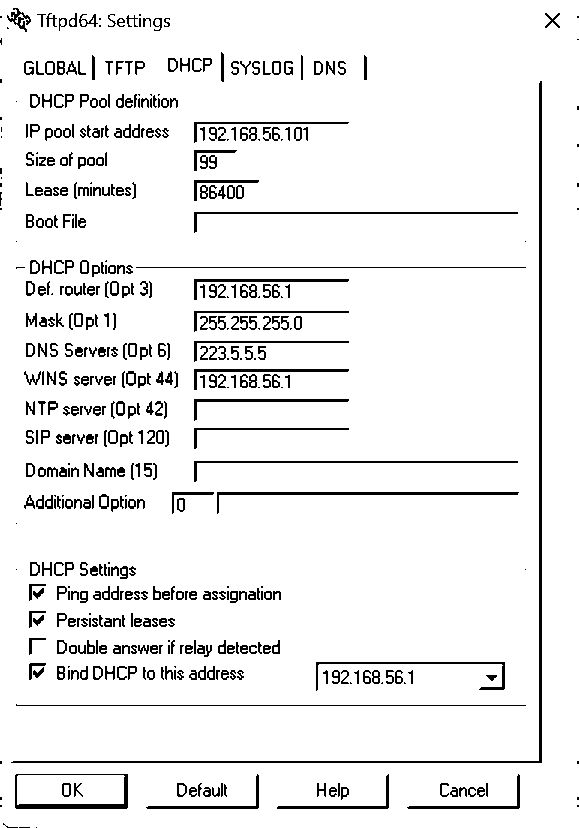 Tftpd64: Settings
GLOBAL TFTP DHCP SYSLOG DNS
DHCP Pool definition
IP pool start address 192.168.56.101
Size of pool 99
Lease (minutes) 86400
Boot File
DHCP Options
Def. router (Opt 3) 192.168.56.1
Mask (Opt 1) 255.255.255.0
DNS Servers (Opt 6) 223.5.5.5
WINS server (Opt 44) 192.168.56.1
NTP server (Opt 42)
SIP server (Opt 120)
Domain Name (15)
Additional Option 0
DHCP Settings
Ping address before assignation
Persistant leases
Double answer if relay detected
Bind DHCP to this address 192.168.56.1
OK Default Help Cancel